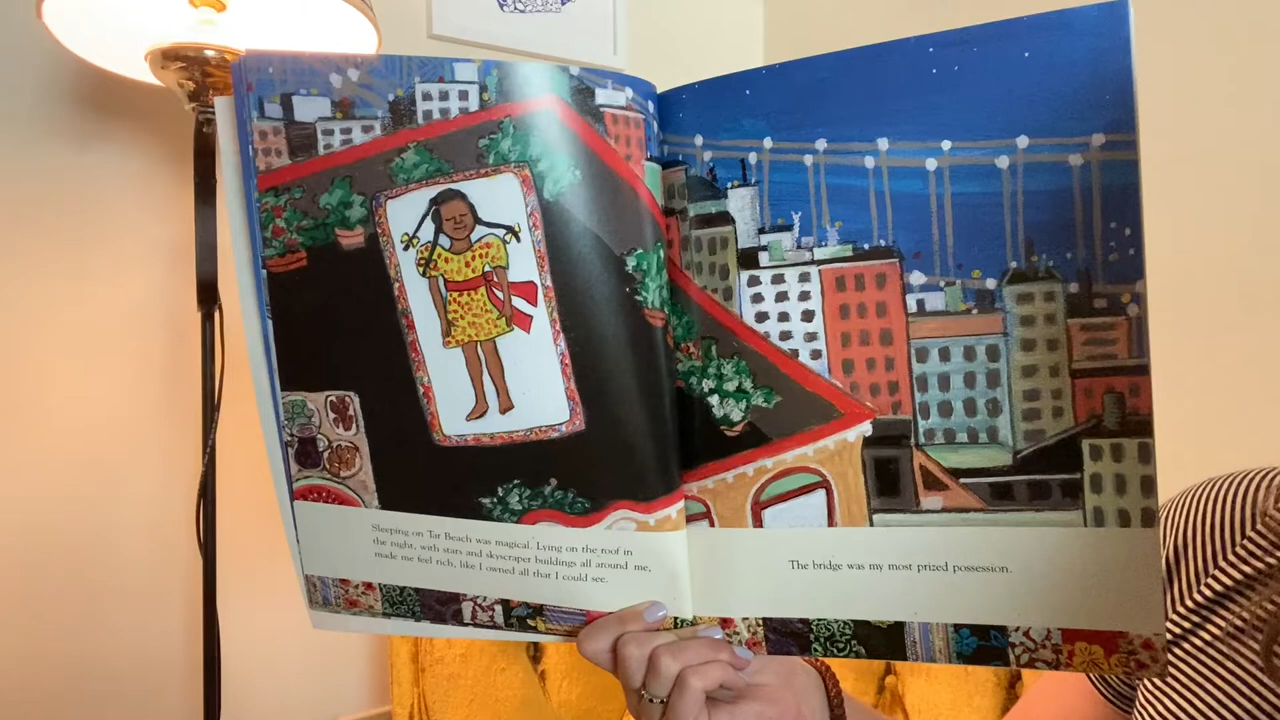 Sleeping on Tar Beach was magical. Lying on the roof in
the night, with stars and skyscraper buildings all around me,
made me feel rich, like I owned all that I could see.
The bridge was my most prized possession.